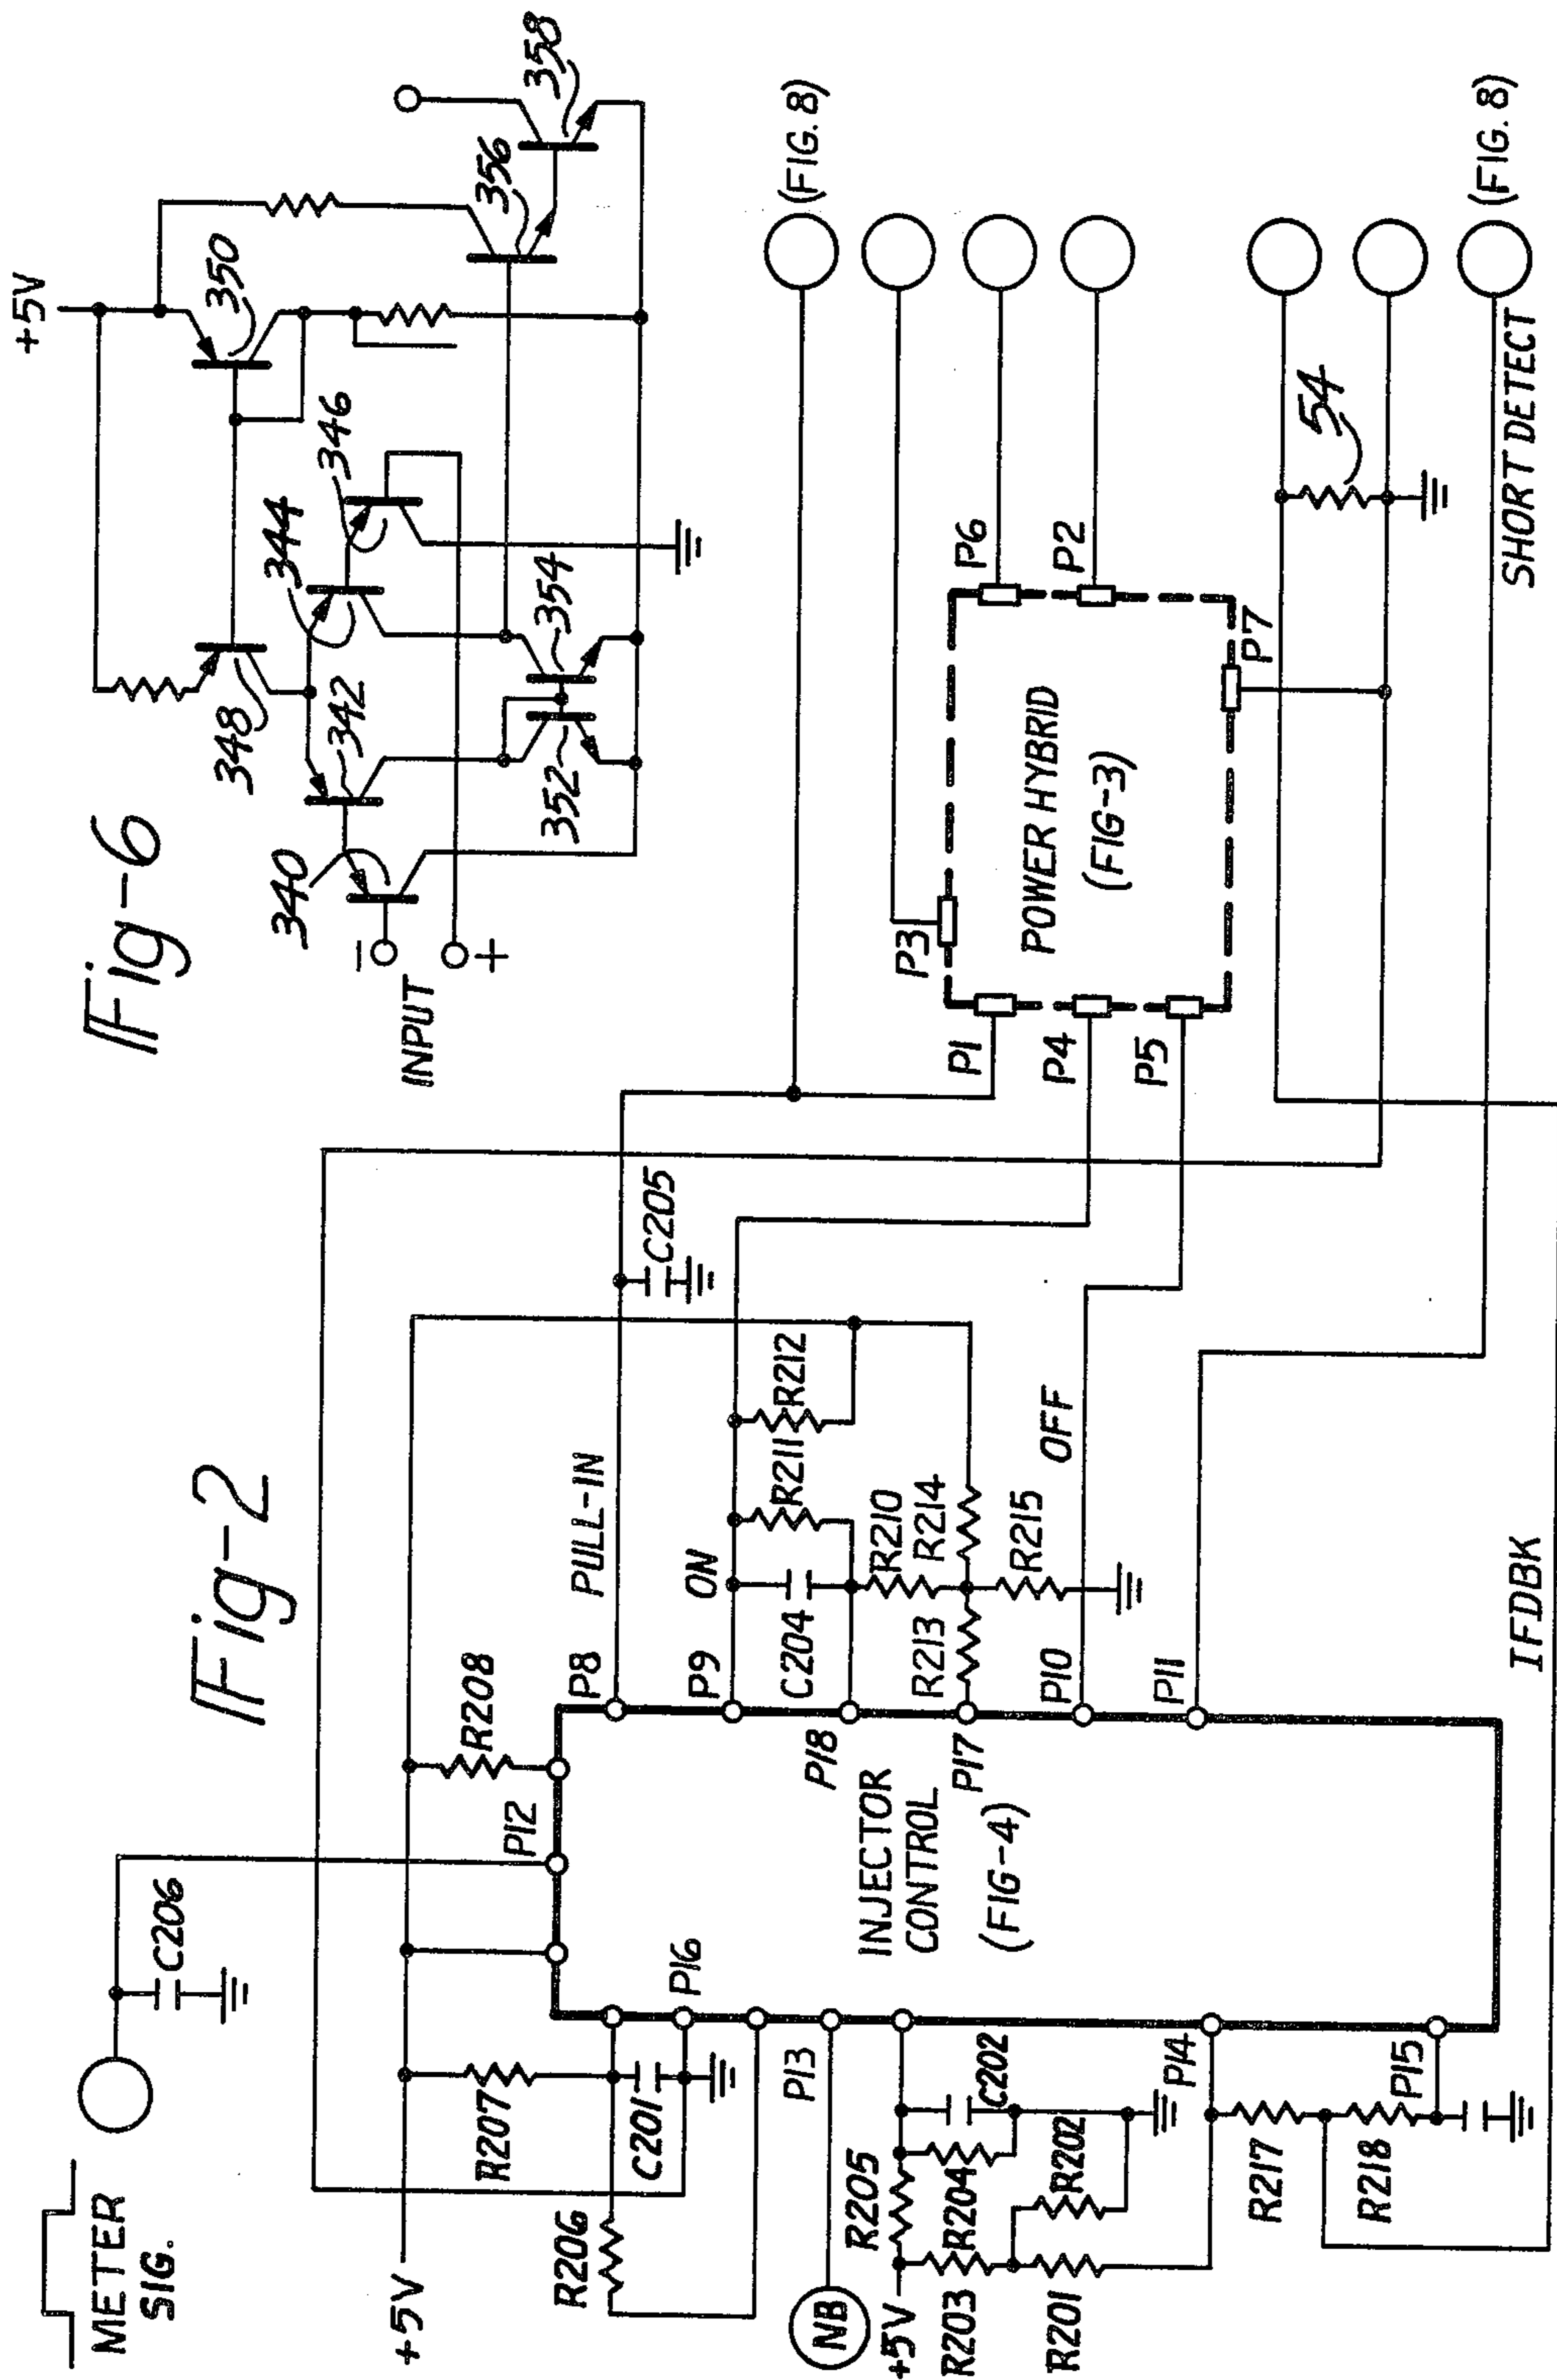 Fig-2
METER
SIG.
C206
+5V
R207
R208
P12
P16
C201
R206
P13
NB
+5V
R205
C202
R203
R204
R202
R201
P14
R217
R218
P15
INJECTOR
CONTROL
(FIG-4)
P8
PULL-IN
C205
P9
ON
C204
R211
R212
P18
R210
R213
R214
P17
R215
P10
OFF
P11
IFDBK
P1
P3
P4
P5
POWER HYBRID
(FIG-3)
P6
P2
P7
54
(FIG. 8)
SHORT DETECT
(FIG. 8)
Fig-6
+5V
INPUT
−
+
340
342
344
346
348
350
352
354
356
358